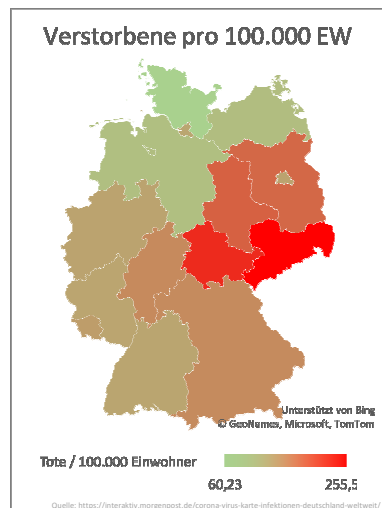 Verstorbene pro 100.000 EW
Unterstützt von Bing
© GeoNames, Microsoft, TomTom
Tote / 100.000 Einwohner
60,23 255,5
Quelle: https://interaktiv.morgenpost.de/corona-virus-karte-infektionen-deutschland-weltweit/